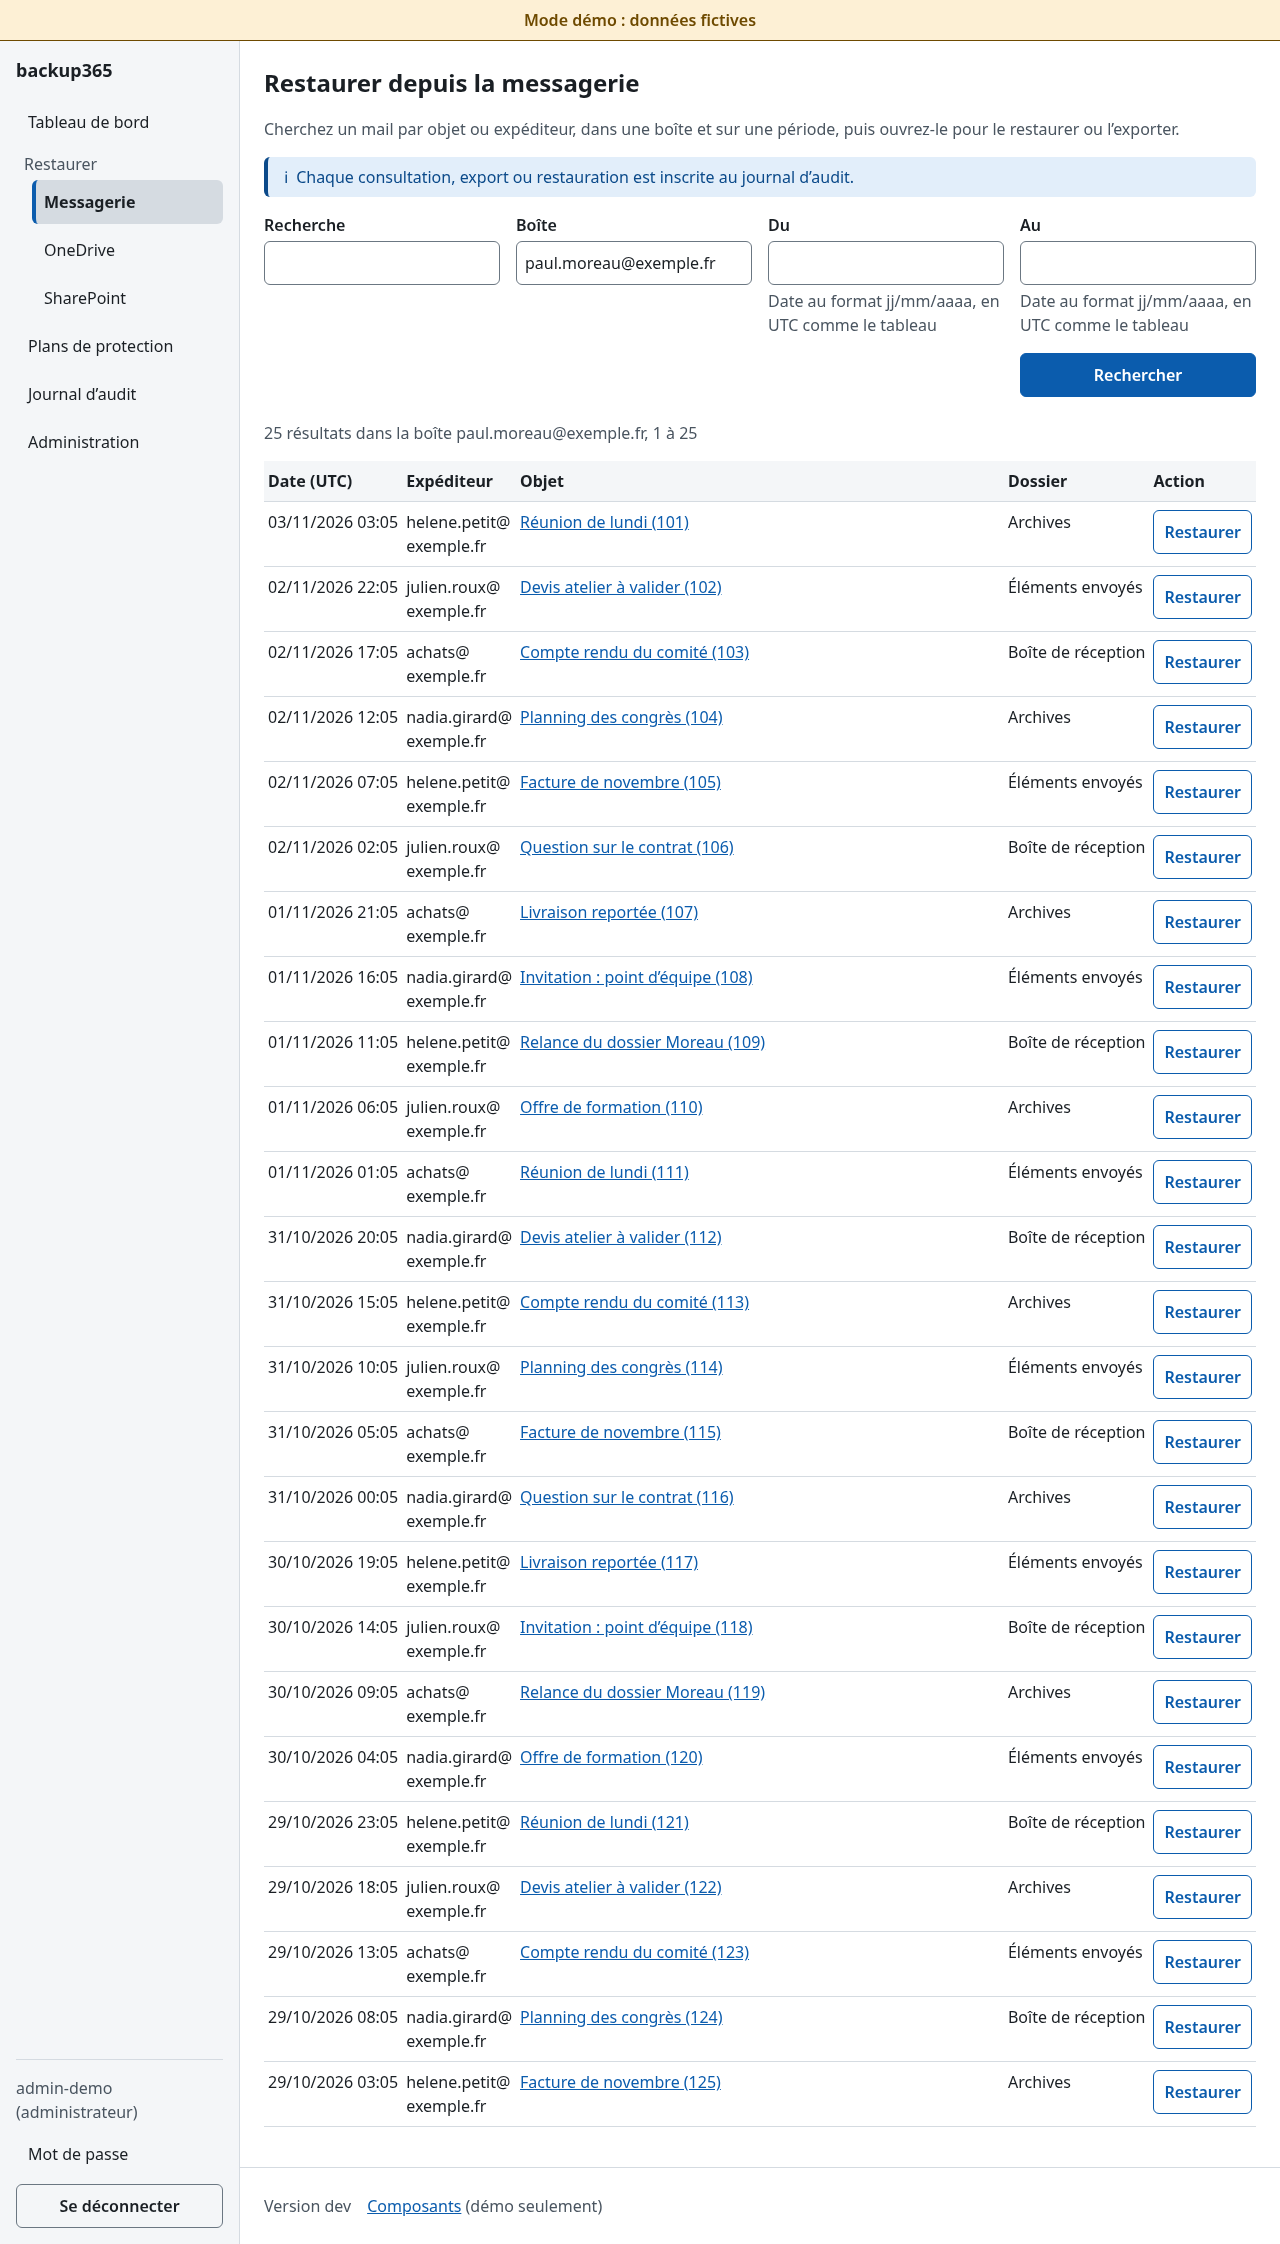 Mode démo : données fictives
backup365
Tableau de bord
Restaurer
Messagerie
OneDrive
SharePoint
Plans de protection
Journal d’audit
Administration
admin-demo
(administrateur)
Mot de passe
Se déconnecter
Restaurer depuis la messagerie
Cherchez un mail par objet ou expéditeur, dans une boîte et sur une période, puis ouvrez-le pour le restaurer ou l’exporter.
i Chaque consultation, export ou restauration est inscrite au journal d’audit.
Recherche Boîte Du Au
paul.moreau@exemple.fr
Date au format jj/mm/aaaa, en Date au format jj/mm/aaaa, en
UTC comme le tableau UTC comme le tableau
Rechercher
25 résultats dans la boîte paul.moreau@exemple.fr, 1 à 25
Date (UTC) Expéditeur Objet Dossier Action
03/11/2026 03:05 helene.petit@ Réunion de lundi (101) Archives Restaurer
exemple.fr
02/11/2026 22:05 julien.roux@ Devis atelier à valider (102) Éléments envoyés Restaurer
exemple.fr
02/11/2026 17:05 achats@ Compte rendu du comité (103) Boîte de réception Restaurer
exemple.fr
02/11/2026 12:05 nadia.girard@ Planning des congrès (104) Archives Restaurer
exemple.fr
02/11/2026 07:05 helene.petit@ Facture de novembre (105) Éléments envoyés Restaurer
exemple.fr
02/11/2026 02:05 julien.roux@ Question sur le contrat (106) Boîte de réception Restaurer
exemple.fr
01/11/2026 21:05 achats@ Livraison reportée (107) Archives Restaurer
exemple.fr
01/11/2026 16:05 nadia.girard@ Invitation : point d’équipe (108) Éléments envoyés Restaurer
exemple.fr
01/11/2026 11:05 helene.petit@ Relance du dossier Moreau (109) Boîte de réception Restaurer
exemple.fr
01/11/2026 06:05 julien.roux@ Offre de formation (110) Archives Restaurer
exemple.fr
01/11/2026 01:05 achats@ Réunion de lundi (111) Éléments envoyés Restaurer
exemple.fr
31/10/2026 20:05 nadia.girard@ Devis atelier à valider (112) Boîte de réception Restaurer
exemple.fr
31/10/2026 15:05 helene.petit@ Compte rendu du comité (113) Archives Restaurer
exemple.fr
31/10/2026 10:05 julien.roux@ Planning des congrès (114) Éléments envoyés Restaurer
exemple.fr
31/10/2026 05:05 achats@ Facture de novembre (115) Boîte de réception Restaurer
exemple.fr
31/10/2026 00:05 nadia.girard@ Question sur le contrat (116) Archives Restaurer
exemple.fr
30/10/2026 19:05 helene.petit@ Livraison reportée (117) Éléments envoyés Restaurer
exemple.fr
30/10/2026 14:05 julien.roux@ Invitation : point d’équipe (118) Boîte de réception Restaurer
exemple.fr
30/10/2026 09:05 achats@ Relance du dossier Moreau (119) Archives Restaurer
exemple.fr
30/10/2026 04:05 nadia.girard@ Offre de formation (120) Éléments envoyés Restaurer
exemple.fr
29/10/2026 23:05 helene.petit@ Réunion de lundi (121) Boîte de réception Restaurer
exemple.fr
29/10/2026 18:05 julien.roux@ Devis atelier à valider (122) Archives Restaurer
exemple.fr
29/10/2026 13:05 achats@ Compte rendu du comité (123) Éléments envoyés Restaurer
exemple.fr
29/10/2026 08:05 nadia.girard@ Planning des congrès (124) Boîte de réception Restaurer
exemple.fr
29/10/2026 03:05 helene.petit@ Facture de novembre (125) Archives Restaurer
exemple.fr
Version dev Composants (démo seulement)